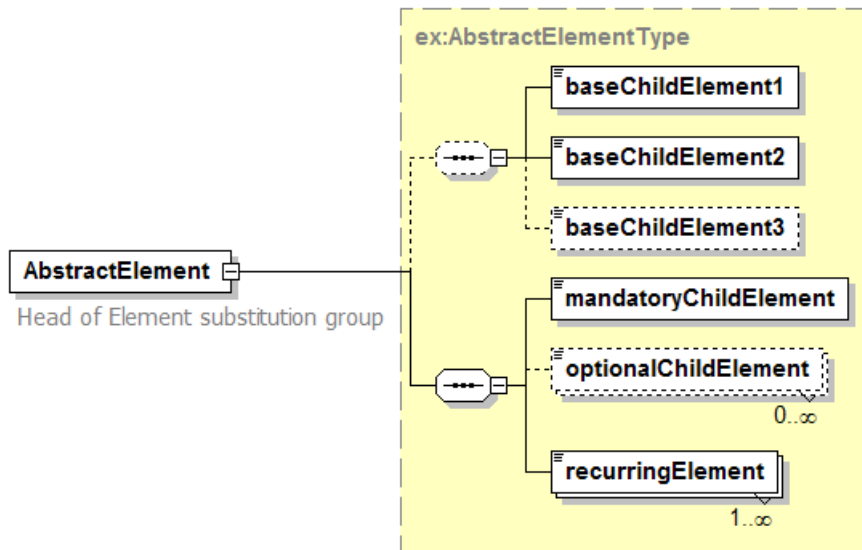 ex:AbstractElementType
baseChildElement1
baseChildElement2
baseChildElement3
AbstractElement
Head of Element substitution group
mandatoryChildElement
optionalChildElement
0..∞
recurringElement
1..∞